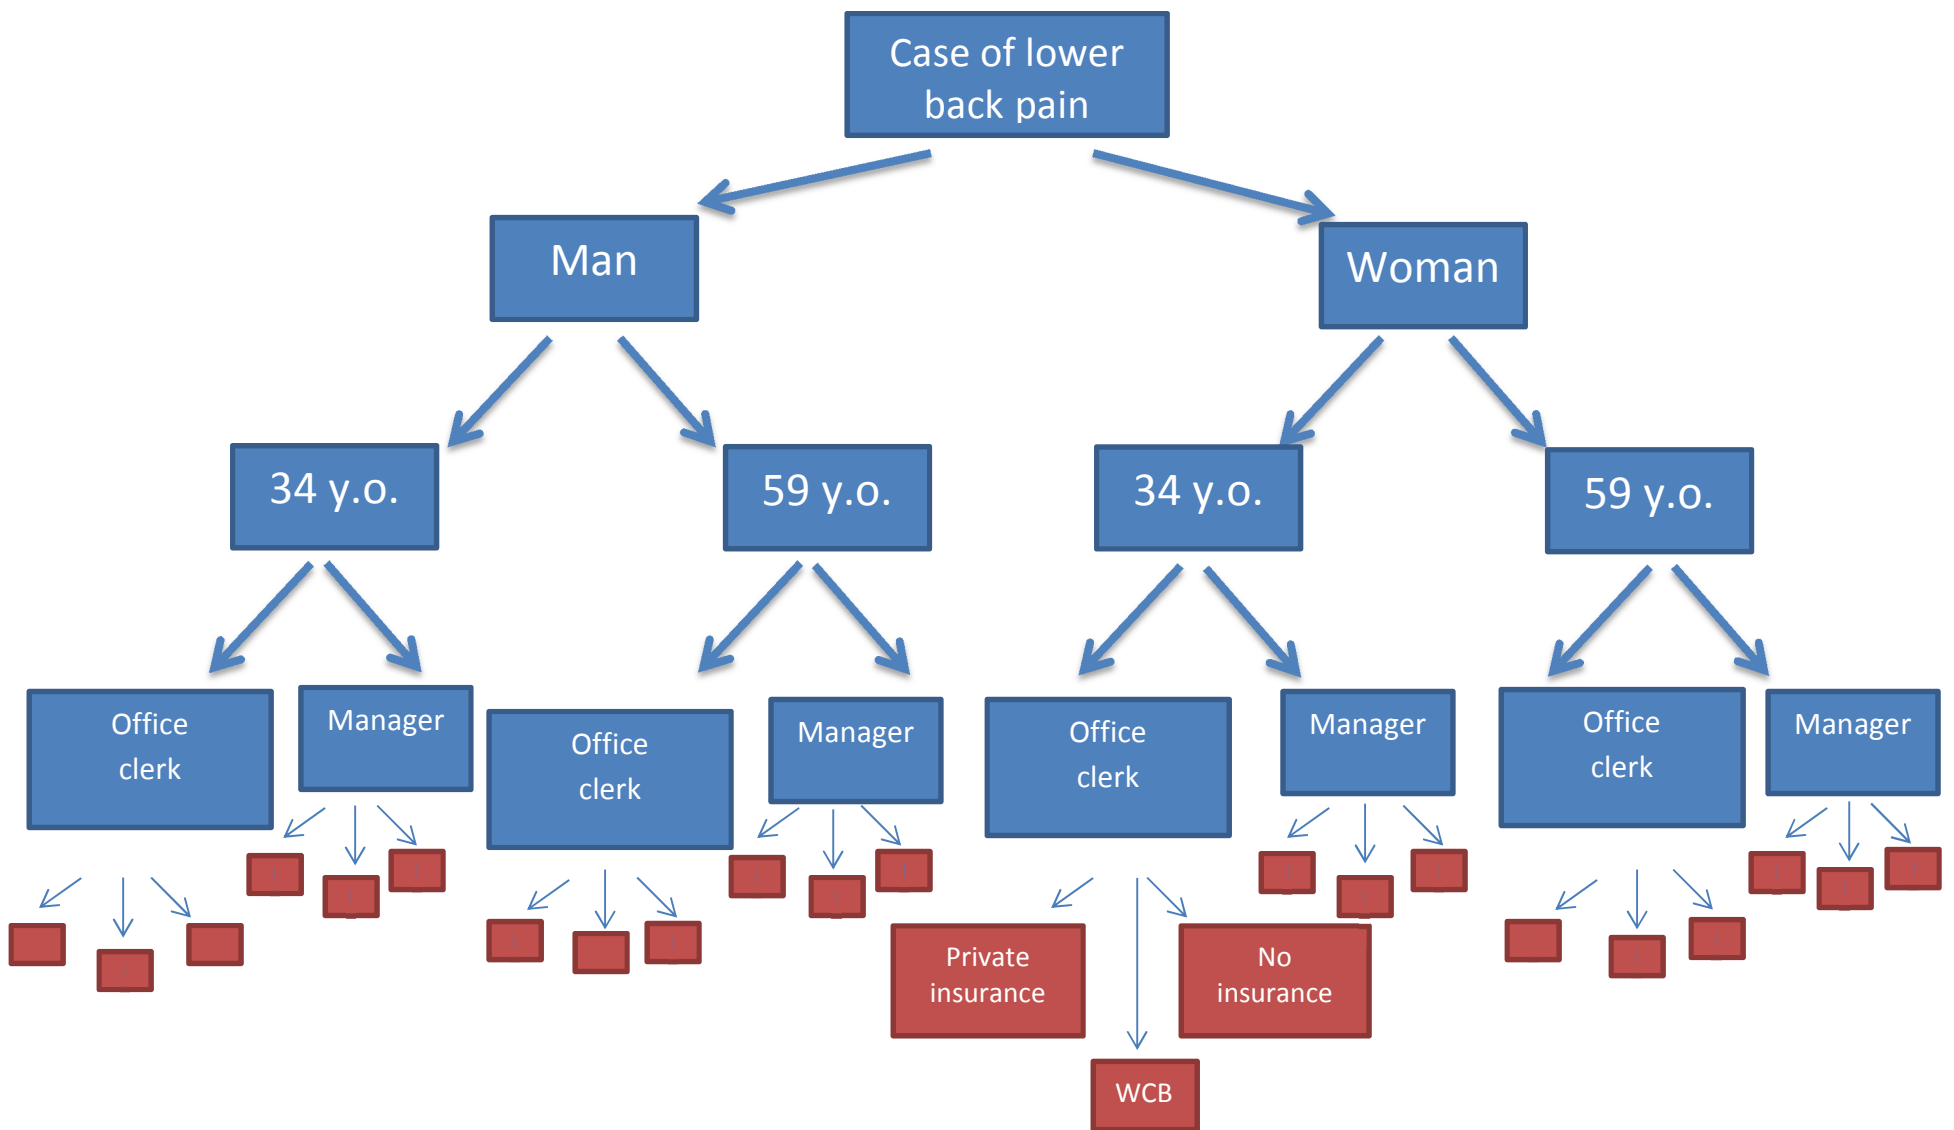 Case of lower
back pain
Man
Woman
34 y.o.
59 y.o.
34 y.o.
59 y.o.
Office
clerk
Manager
Office
clerk
Manager
Office
clerk
Manager
Office
clerk
Manager
Private
insurance
No
insurance
WCB